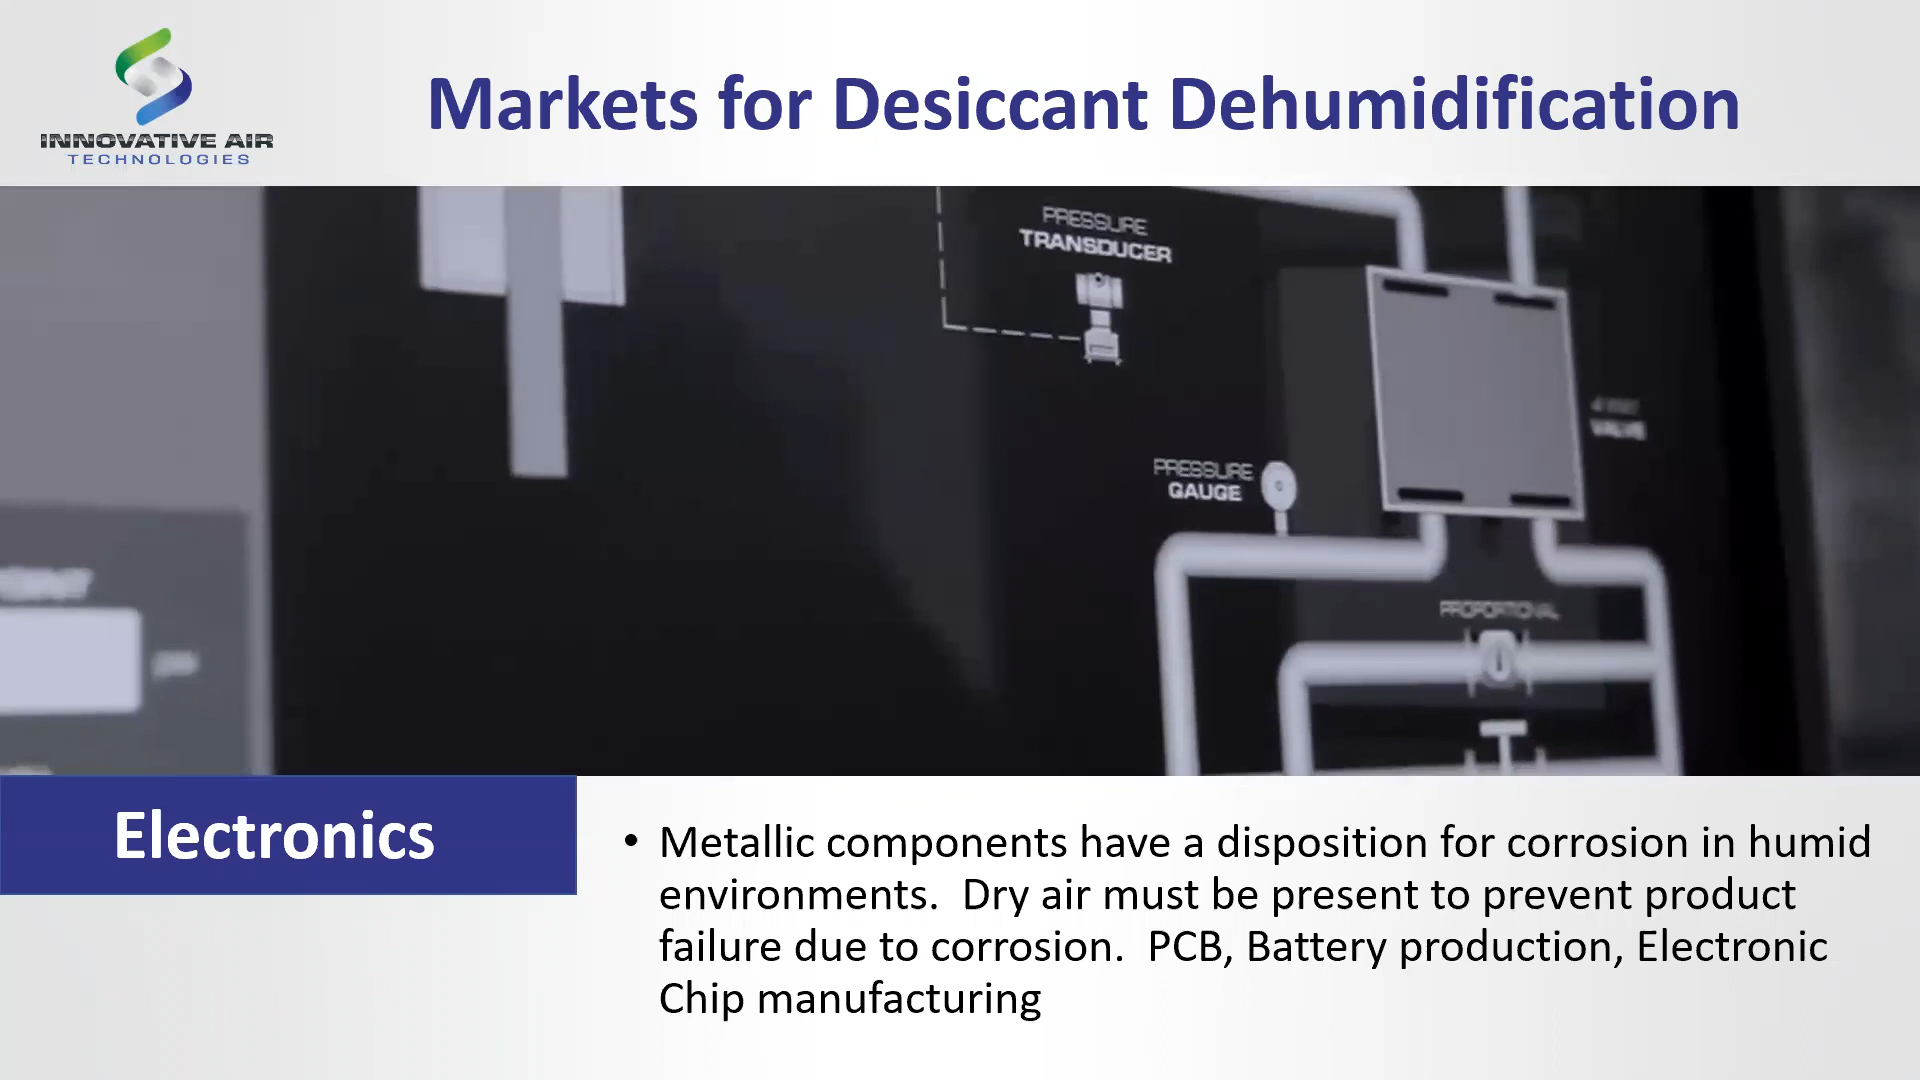 INNOVATIVE AIR
TECHNOLOGIES
Markets for Desiccant Dehumidification
PRESSURE
TRANSDUCER
VALVE
PRESSURE
GAUGE
PROPORTIONAL
Electronics
• Metallic components have a disposition for corrosion in humid
environments.  Dry air must be present to prevent product
failure due to corrosion.  PCB, Battery production, Electronic
Chip manufacturing